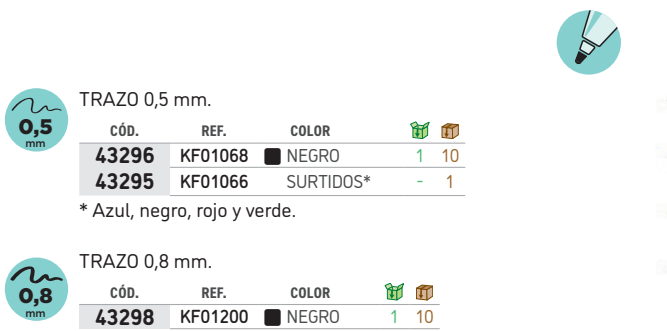 0,5
mm
TRAZO 0,5 mm.
CÓD. REF. COLOR
43296 KF01068 NEGRO 1 10
43295 KF01066 SURTIDOS* - 1
* Azul, negro, rojo y verde.
0,8
mm
TRAZO 0,8 mm.
CÓD. REF. COLOR
43298 KF01200 NEGRO 1 10